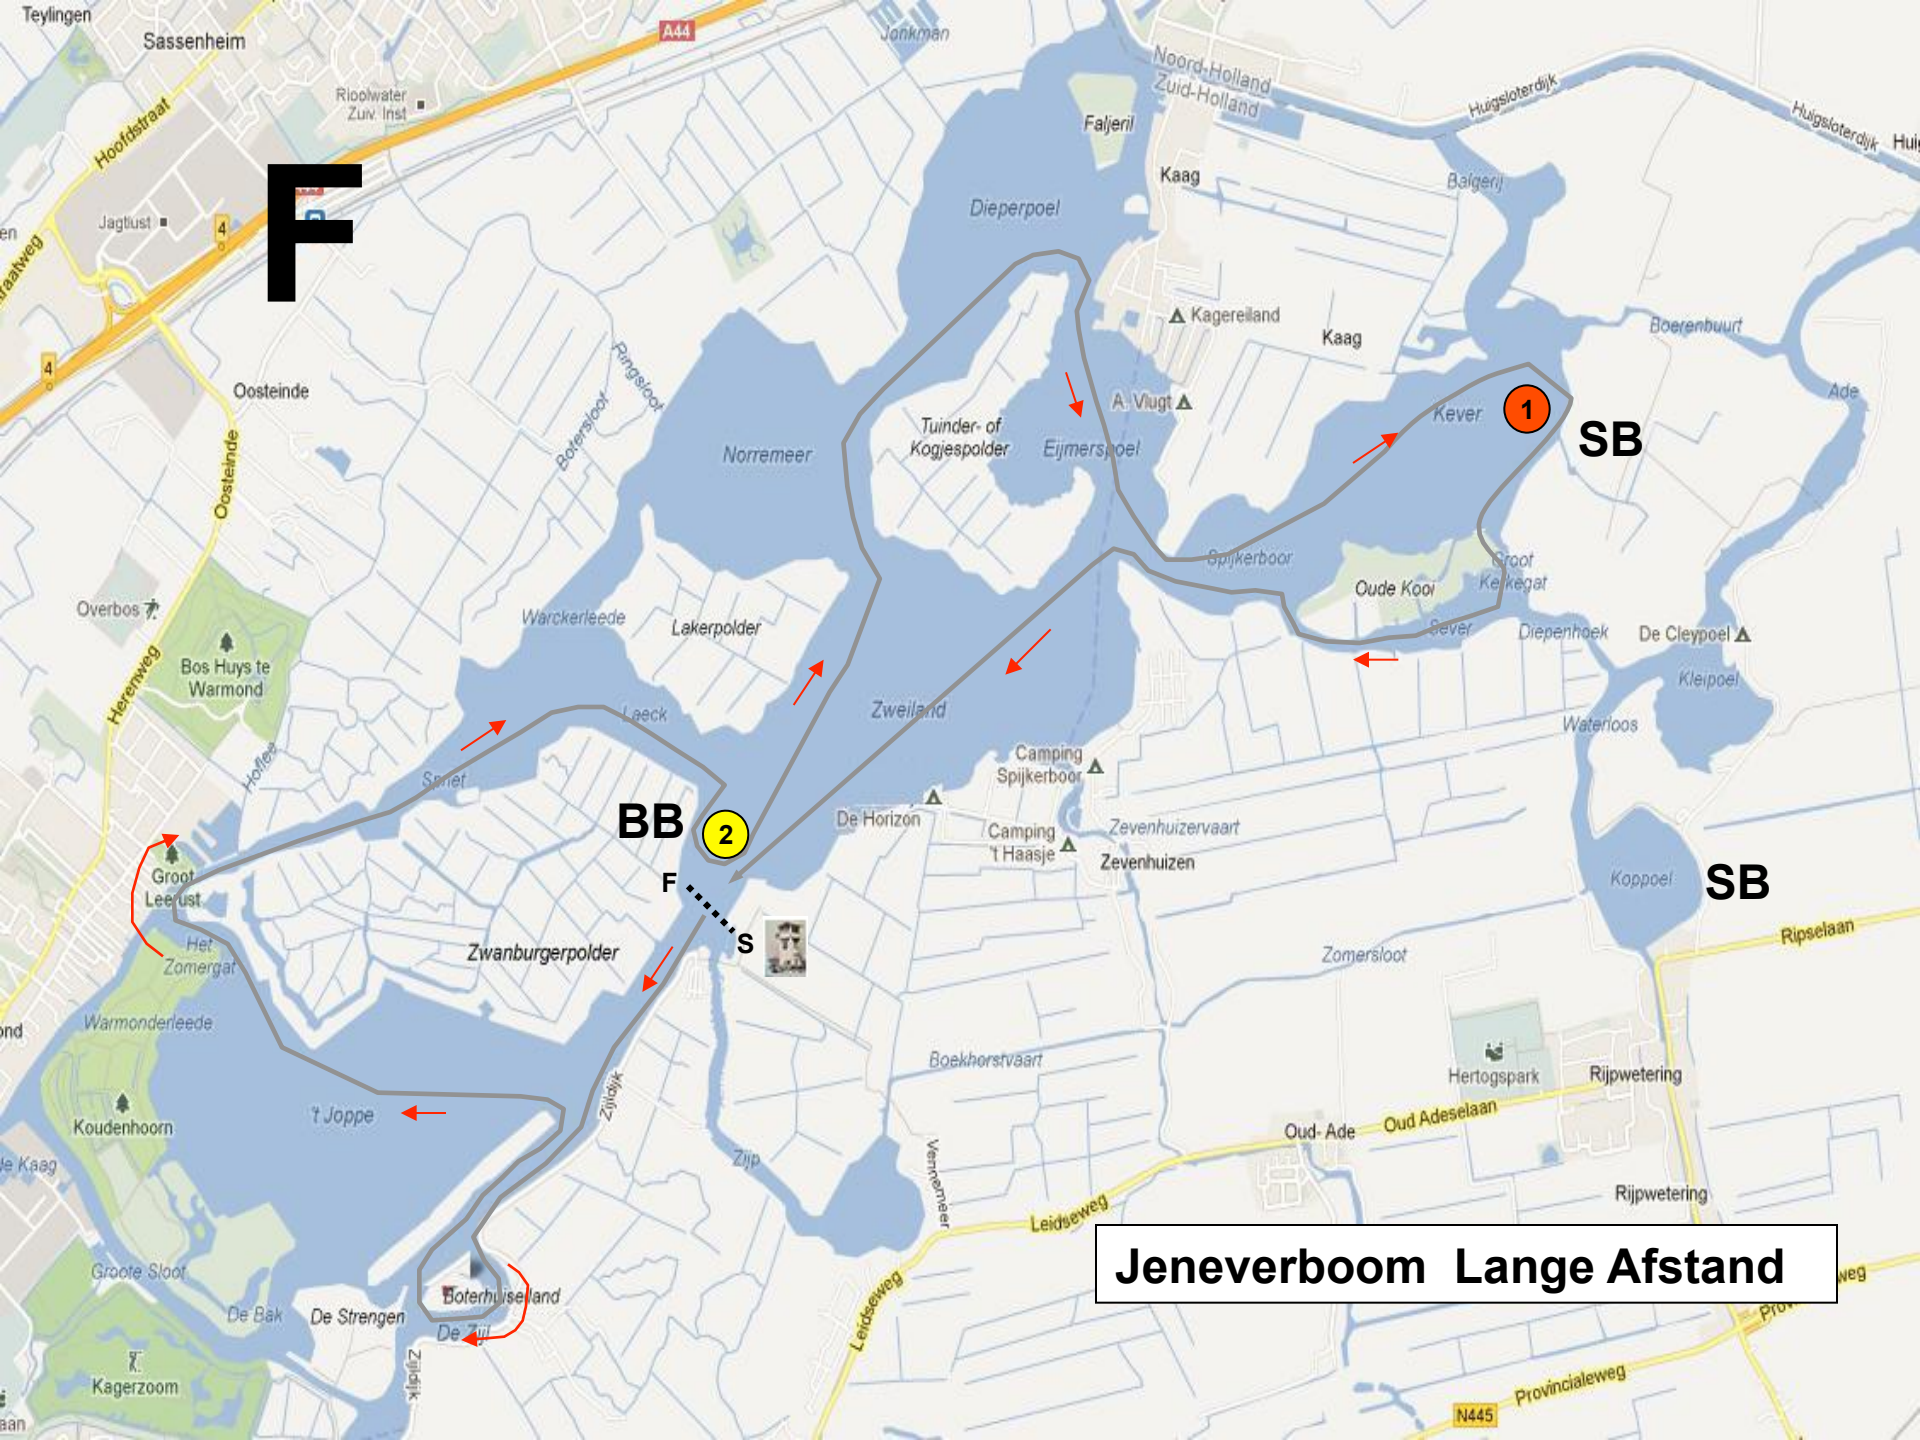 Teylingen
Sassenheim
A44
Jonkman
Noord-Holland
Zuid-Holland
Huigsloterdijk
Huigsloterdijk
Rioolwater
Zuiv. Inst
Hoofdstraat
Faljeril
Kaag
Balgerij
F
Jagtlust
4
Dieperpoel
Kagereiland
Kaag
Boerenbuurt
4
Oosteinde
Ringsloot
Botersloot
Ade
A. Vlugt
Kever
1
SB
Tuinder- of
Kogjespolder
Eijmerspoel
Norremeer
Oosteinde
Spijkerboor
Groot
Kerkegat
Oude Kooi
Overbos
Warckerleede
Lakerpolder
Sever
Diepenhoek
De Cleypoel
Bos Huys te
Warmond
Herenweg
Kleipoel
Laeck
Zweiland
Waterloos
Hoflee
Spriet
Camping
Spijkerboor
BB
2
De Horizon
Camping
't Haasje
Zevenhuizervaart
Zevenhuizen
Groot
Leerust
F
Koppoel
SB
Het
Zomergat
Zwanburgerpolder
S
Zomersloot
Ripselaan
Warmonderleede
Boekhorstvaart
Hertogspark
Rijpwetering
't Joppe
Zijldijk
Koudenhoorn
Oud Adeselaan
Oud- Ade
Zijp
Vennemeer
Rijpwetering
Leidseweg
Jeneverboom Lange Afstand
Groote Sloot
Boterhuiseiland
De Bak
De Strengen
De Zijl
Leidseweg
Zijldijk
Kagerzoom
Provincialeweg
N445